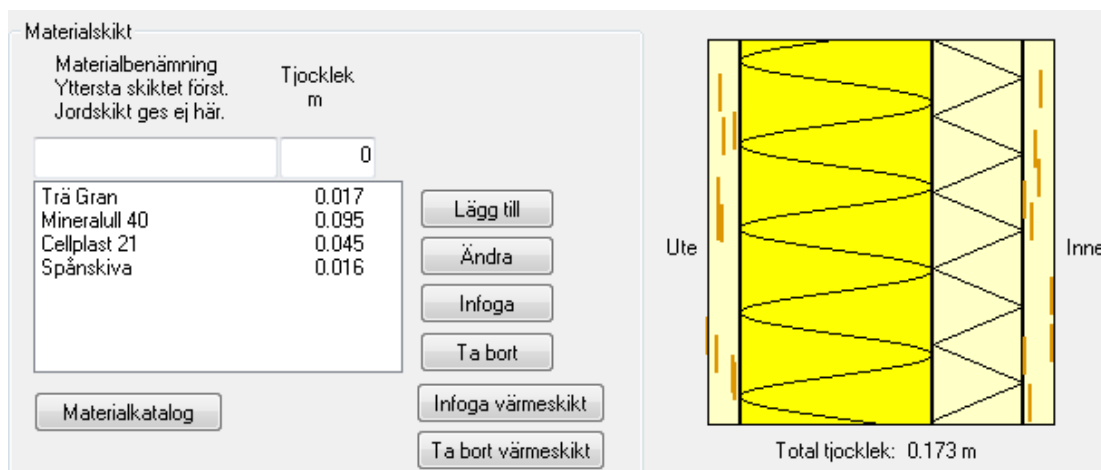 Materialskikt
Materialbenämning
Yttersta skiktet först.
Jordskikt ges ej här.
Tjocklek
m
0
Trä Gran 0.017
Mineralull 40 0.095
Cellplast 21 0.045
Spånskiva 0.016
Lägg till
Ändra
Infoga
Ta bort
Materialkatalog
Infoga värmeskikt
Ta bort värmeskikt
Ute
Inne
Total tjocklek: 0.173 m